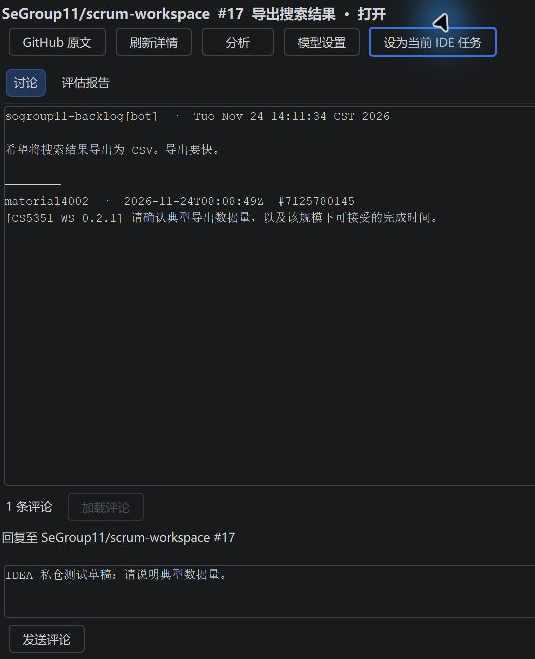 SeGroup11/scrum-workspace #17 导出搜索结果 • 打开
GitHub 原文 刷新详情 分析 模型设置 设为当前 IDE 任务
讨论 评估报告
segroup11-backlog[bot] · Tue Nov 24 14:11:34 CST 2026
希望将搜索结果导出为 CSV。导出要快。
material4002 · 2026-11-24T08:08:49Z #7125780145
[CS5351 WS 0.2.1] 请确认典型导出数据量，以及该规模下可接受的完成时间。
1 条评论 加载评论
回复至 SeGroup11/scrum-workspace #17
IDEA 私仓测试草稿：请说明典型数据量。
发送评论